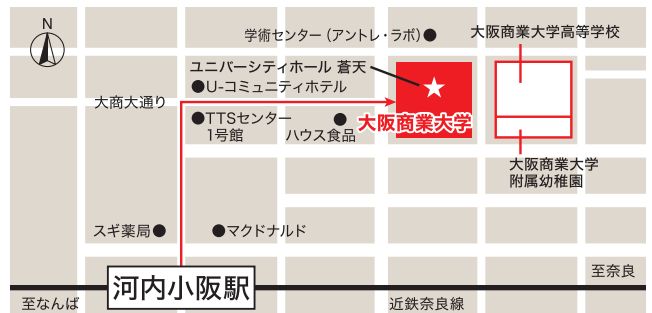 N
学術センター（アントレ・ラボ）
大阪商業大学高等学校
ユニバーシティホール 蒼天
U-コミュニティホテル
大商大通り
TTSセンター
1号館
ハウス食品
大阪商業大学
大阪商業大学
附属幼稚園
スギ薬局
マクドナルド
至奈良
河内小阪駅
至なんば
近鉄奈良線